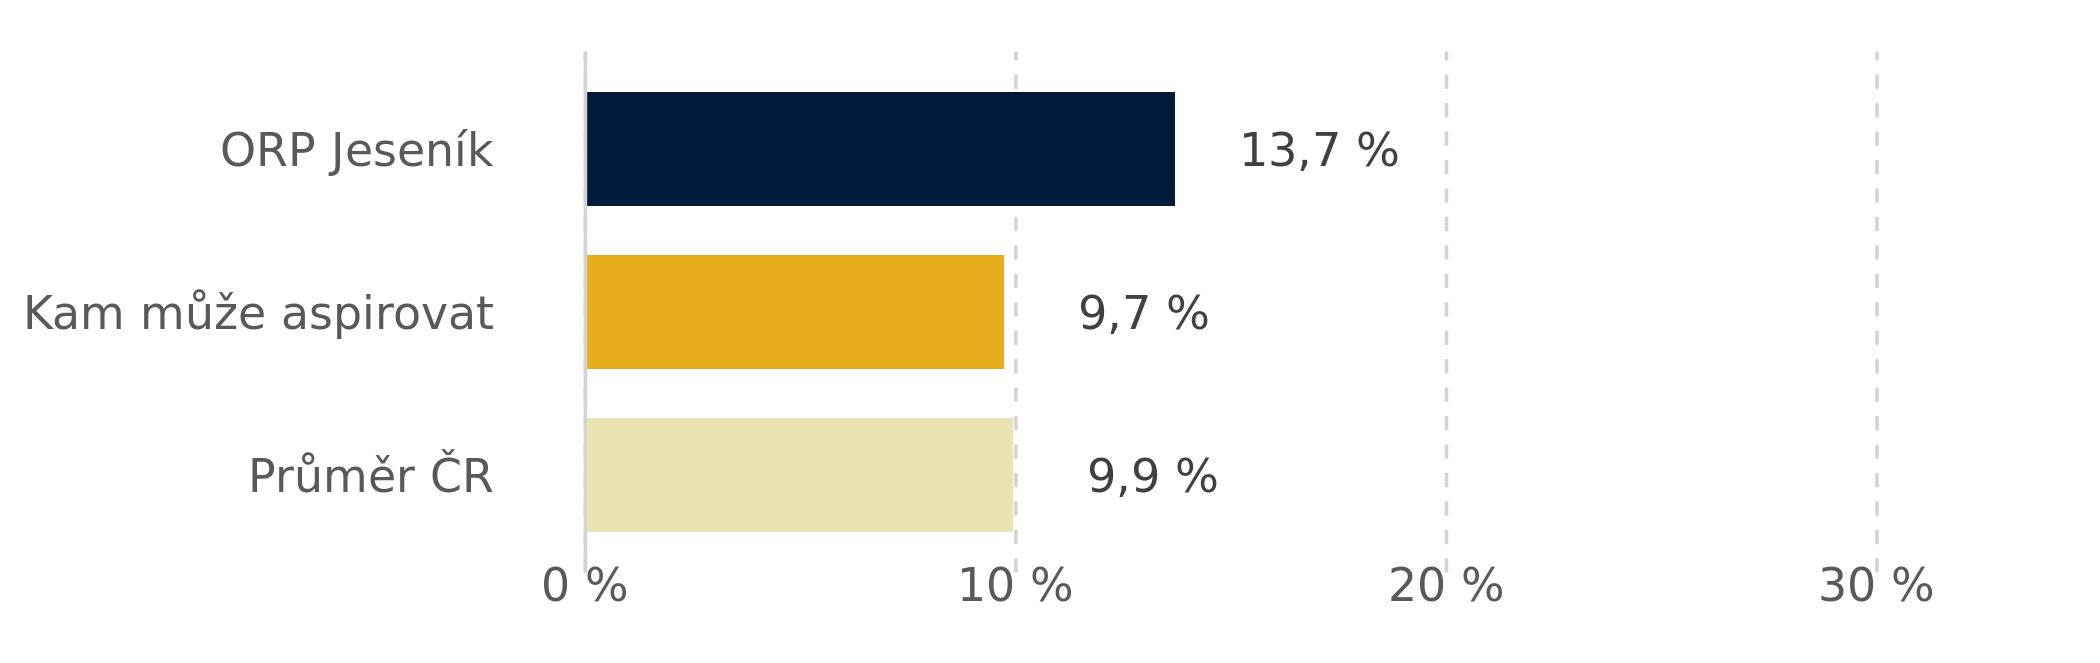 ORP Jeseník
13,7 %
Kam může aspirovat
9,7 %
Průměr ČR
9,9 %
0 %
10 %
20 %
30 %